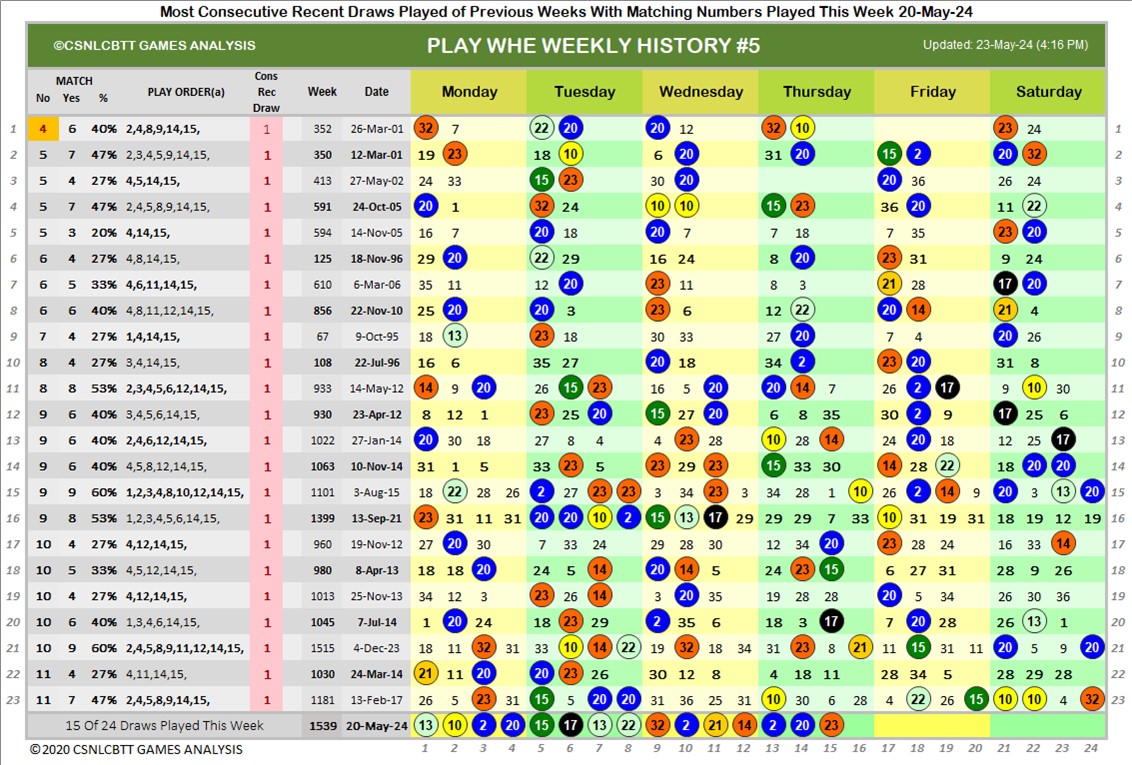 Most Consecutive Recent Draws Played of Previous Weeks With Matching Numbers Played This Week 20-May-24
©CSNLCBTT GAMES ANALYSIS PLAY WHE WEEKLY HISTORY #5 Updated: 23-May-24 (4:16 PM)
MATCH No Yes % PLAY ORDER(a) Cons Rec Draw Week Date Monday Tuesday Wednesday Thursday Friday Saturday
1 4 6 40% 2,4,8,9,14,15, 1 352 26-Mar-01 32 7 22 20 20 12 32 10 23 24 1
2 5 7 47% 2,3,4,5,9,14,15, 1 350 12-Mar-01 19 23 18 10 6 20 31 20 15 2 20 32 2
3 5 4 27% 4,5,14,15, 1 413 27-May-02 24 33 15 23 30 20 20 36 26 24 3
4 5 7 47% 2,4,5,8,9,14,15, 1 591 24-Oct-05 20 1 32 24 10 10 15 23 36 20 11 22 4
5 5 3 20% 4,14,15, 1 594 14-Nov-05 16 7 20 18 20 7 7 18 7 35 23 20 5
6 6 4 27% 4,8,14,15, 1 125 18-Nov-96 29 20 22 29 16 24 8 20 23 31 9 24 6
7 6 5 33% 4,6,11,14,15, 1 610 6-Mar-06 35 11 12 20 23 11 8 3 21 28 17 20 7
8 6 6 40% 4,8,11,12,14,15, 1 856 22-Nov-10 25 20 20 3 23 6 12 22 20 14 21 4 8
9 7 4 27% 1,4,14,15, 1 67 9-Oct-95 18 13 23 18 30 33 27 20 7 4 20 26 9
10 8 4 27% 3,4,14,15, 1 108 22-Jul-96 16 6 35 27 20 18 34 2 23 20 31 8 10
11 8 8 53% 2,3,4,5,6,12,14,15, 1 933 14-May-12 14 9 20 26 15 23 16 5 20 20 14 7 26 2 17 9 10 30 11
12 9 6 40% 3,4,5,6,14,15, 1 930 23-Apr-12 8 12 1 23 25 20 15 27 20 6 8 35 30 2 9 17 25 6 12
13 9 6 40% 2,4,6,12,14,15, 1 1022 27-Jan-14 20 30 18 27 8 4 4 23 28 10 28 14 24 20 18 12 25 17 13
14 9 6 40% 4,5,8,12,14,15, 1 1063 10-Nov-14 31 1 5 33 23 5 23 29 23 15 33 30 14 28 22 18 20 20 14
15 9 9 60% 1,2,3,4,8,10,12,14,15, 1 1101 3-Aug-15 18 22 28 26 2 27 23 23 3 34 23 3 34 28 1 10 26 2 14 9 20 3 13 20 15
16 9 8 53% 1,2,3,4,5,6,14,15, 1 1399 13-Sep-21 23 31 11 31 20 20 10 2 15 13 17 29 29 29 7 33 10 31 19 31 18 19 12 19 16
17 10 4 27% 4,12,14,15, 1 960 19-Nov-12 27 20 30 7 33 24 29 28 30 12 34 20 23 28 24 16 33 14 17
18 10 5 33% 4,5,12,14,15, 1 980 8-Apr-13 18 18 20 24 5 14 20 14 5 24 23 15 6 27 31 28 9 26 18
19 10 4 27% 4,12,14,15, 1 1013 25-Nov-13 34 12 3 23 26 14 3 20 35 19 28 28 20 5 34 26 30 36 19
20 10 6 40% 1,3,4,6,14,15, 1 1045 7-Jul-14 1 20 24 18 23 29 2 35 6 18 3 17 7 20 28 26 13 1 20
21 10 9 60% 2,4,5,8,9,11,12,14,15, 1 1515 4-Dec-23 18 11 32 31 33 10 14 22 19 32 18 34 31 23 8 21 11 15 31 11 20 5 9 20 21
22 11 4 27% 4,11,14,15, 1 1030 24-Mar-14 21 11 20 20 23 26 30 12 8 4 18 11 28 34 5 28 29 28 22
23 11 7 47% 2,4,5,8,9,14,15, 1 1181 13-Feb-17 26 5 23 31 15 5 20 20 31 36 25 31 10 30 6 28 4 22 26 15 10 10 4 32 23
15 Of 24 Draws Played This Week 1539 20-May-24 13 10 2 20 15 17 13 22 32 2 21 14 2 20 23
©2020 CSNLCBTT GAMES ANALYSIS 1 2 3 4 5 6 7 8 9 10 11 12 13 14 15 16 17 18 19 20 21 22 23 24